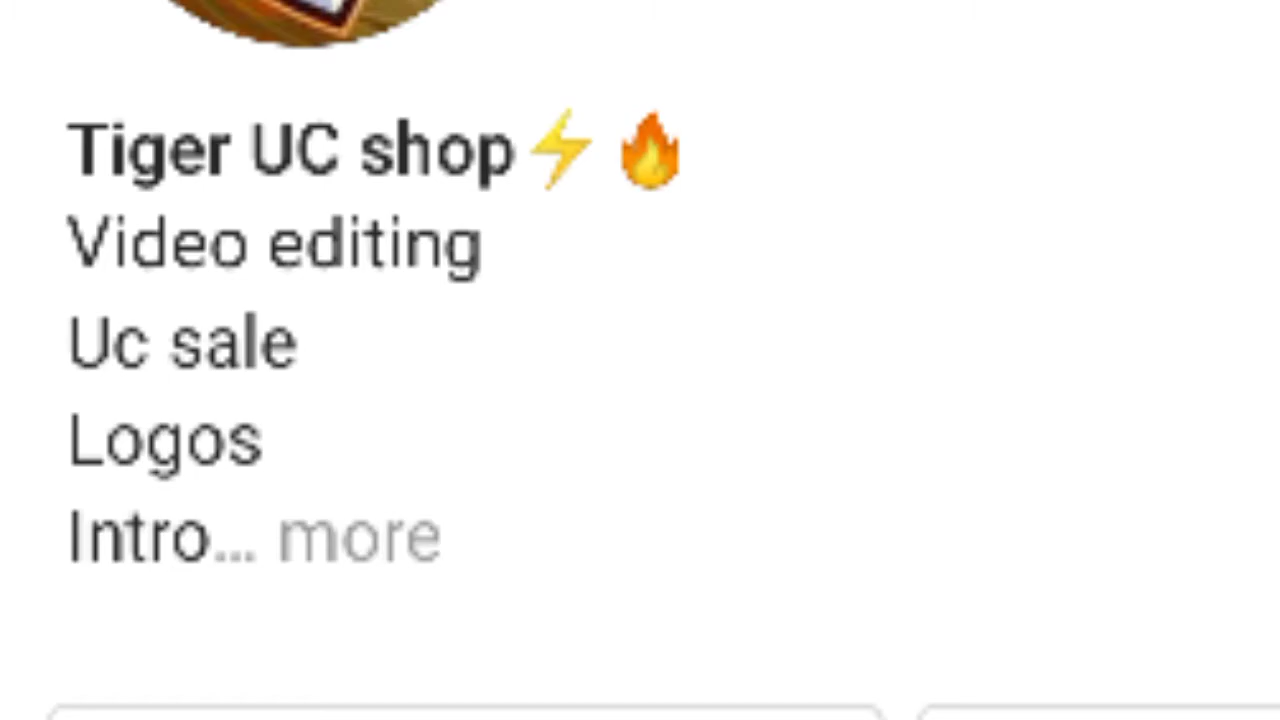 Tiger UC shop⚡🔥
Video editing
Uc sale
Logos
Intro... more